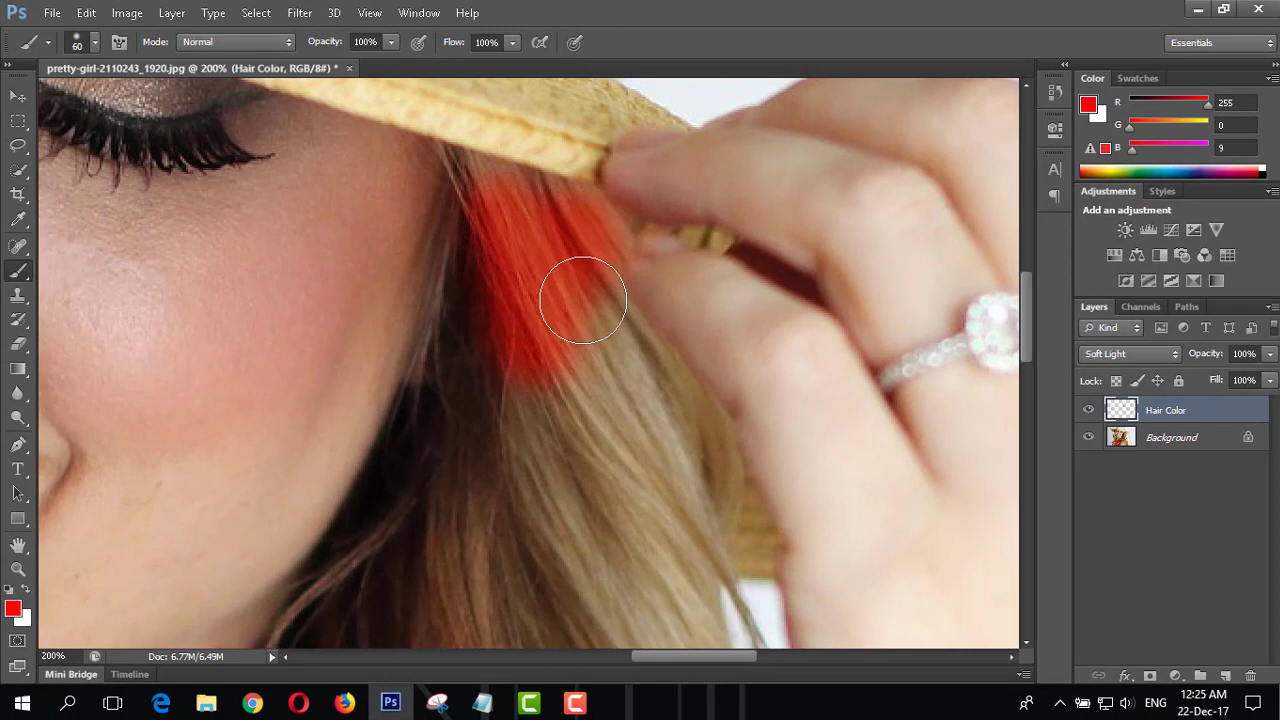 Ps File Edit Image Layer Type Select Filter 3D View Window Help
60 Mode: Normal Opacity: 100% Flow: 100% Essentials
pretty-girl-2110243_1920.jpg @ 200% (Hair Color, RGB/8#) * ×
Color Swatches
R 255
G 0
B 9
Adjustments Styles
Add an adjustment
Layers Channels Paths
Kind
Soft Light Opacity: 100%
Lock: Fill: 100%
Hair Color
Background
200% Doc: 6.77M/6.49M
Mini Bridge Timeline
ENG 12:25 AM
22-Dec-17